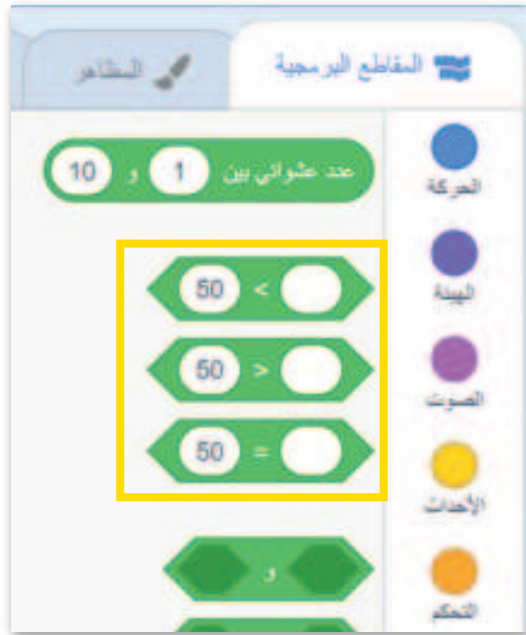 المقاطع البرمجية
المظاهر
الحركة
الهيئة
الصوت
الأحداث
التحكم
عدد عشوائي بين 1 و 10
< 50
> 50
= 50
و